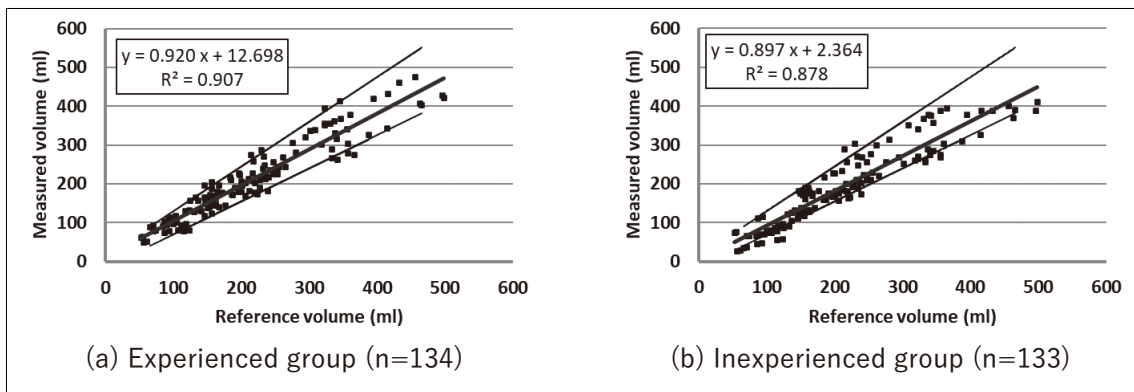 y = 0.920 x + 12.698
R² = 0.907
Measured volume (ml)
600
500
400
300
200
100
0
0 100 200 300 400 500 600
Reference volume (ml)
(a) Experienced group (n=134)
y = 0.897 x + 2.364
R² = 0.878
Measured volume (ml)
600
500
400
300
200
100
0
0 100 200 300 400 500 600
Reference volume (ml)
(b) Inexperienced group (n=133)